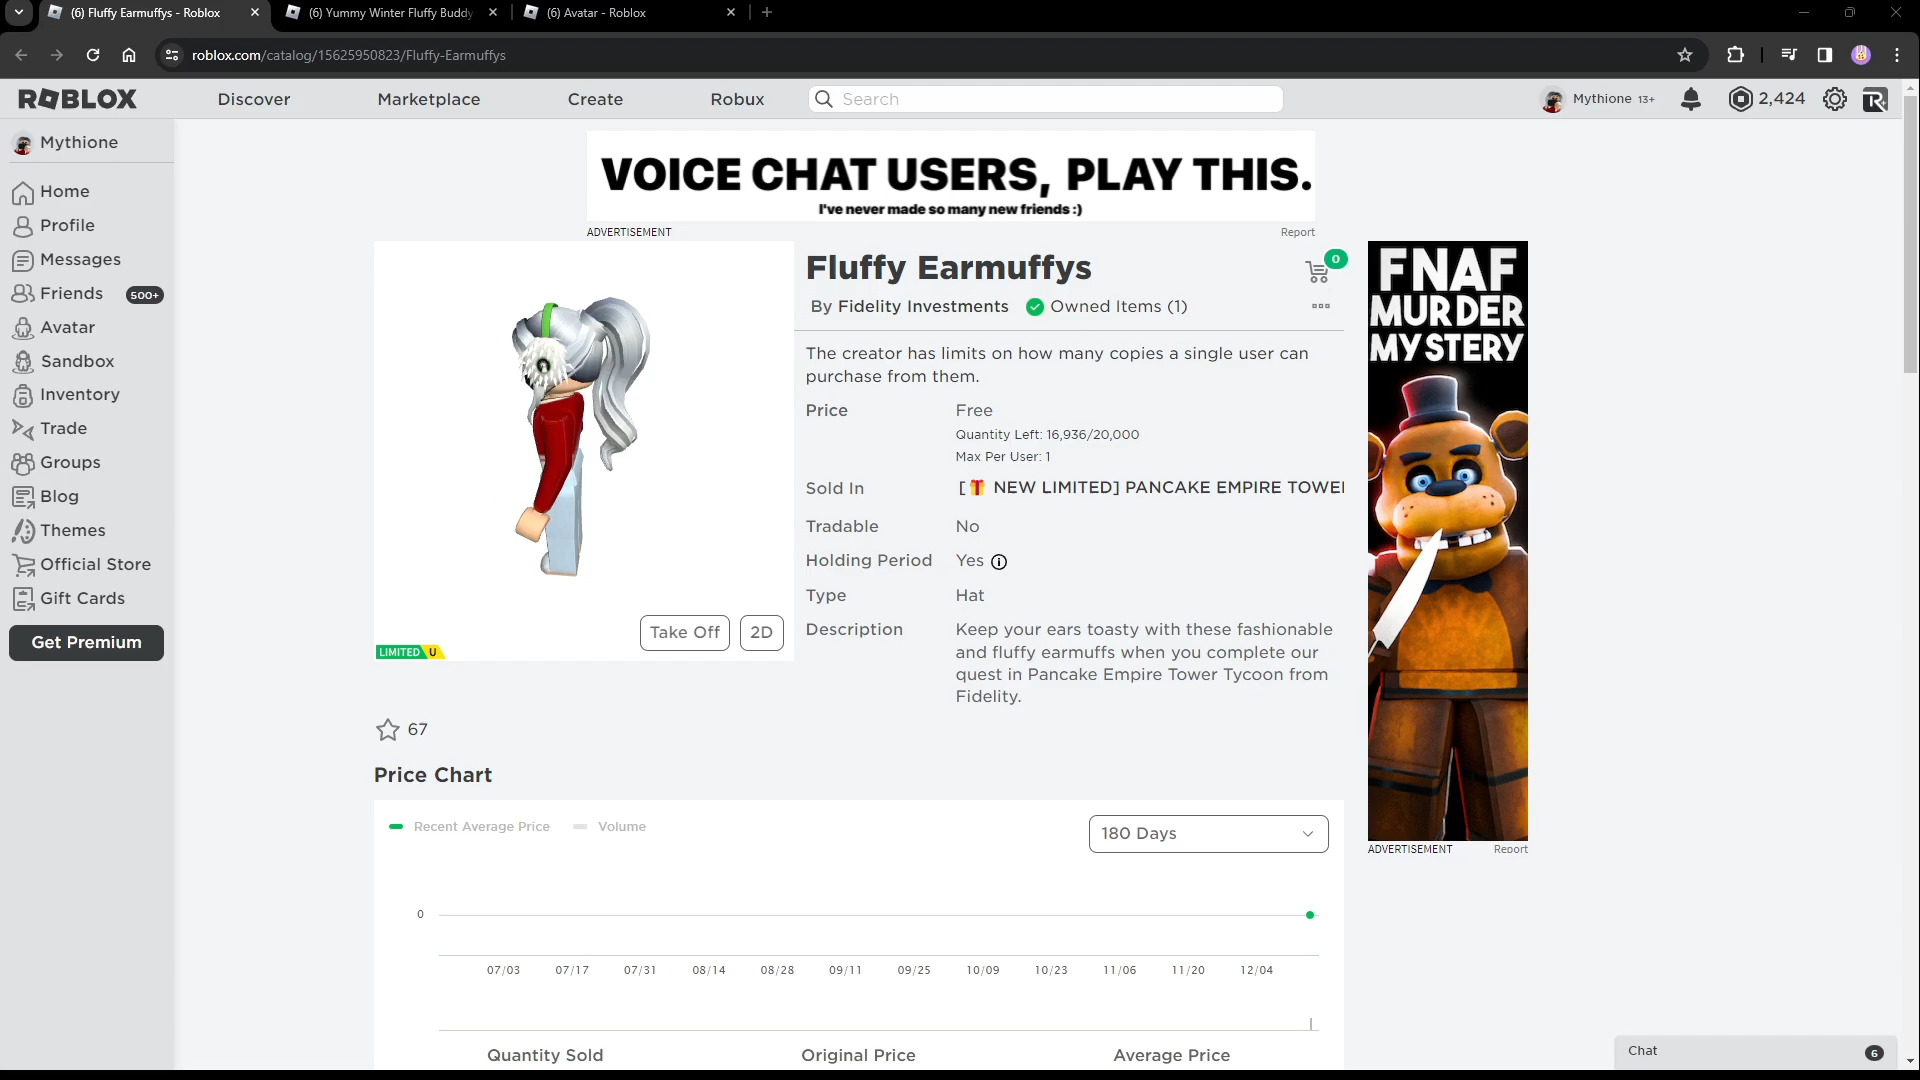 (6) Fluffy Earmuffys - Roblox
(6) Yummy Winter Fluffy Buddy
(6) Avatar - Roblox
roblox.com/catalog/15625950823/Fluffy-Earmuffys
ROBLOX
Discover
Marketplace
Create
Robux
Search
Mythione 13+
2,424
Mythione
Home
Profile
Messages
Friends 500+
Avatar
Sandbox
Inventory
Trade
Groups
Blog
Themes
Official Store
Gift Cards
Get Premium
VOICE CHAT USERS, PLAY THIS.
I've never made so many new friends :)
ADVERTISEMENT
Report
Fluffy Earmuffys
0
By Fidelity Investments
Owned Items (1)
The creator has limits on how many copies a single user can
purchase from them.
Price
Free
Quantity Left: 16,936/20,000
Max Per User: 1
Sold In
[🎁 NEW LIMITED] PANCAKE EMPIRE TOWE
Tradable
No
Holding Period
Yes
Type
Hat
Description
Keep your ears toasty with these fashionable
and fluffy earmuffs when you complete our
quest in Pancake Empire Tower Tycoon from
Fidelity.
Take Off
2D
LIMITED U
67
FNAF
MURDER
MYSTERY
ADVERTISEMENT
Report
Price Chart
Recent Average Price
Volume
180 Days
0
07/03 07/17 07/31 08/14 08/28 09/11 09/25 10/09 10/23 11/06 11/20 12/04
Quantity Sold
Original Price
Average Price
Chat
6